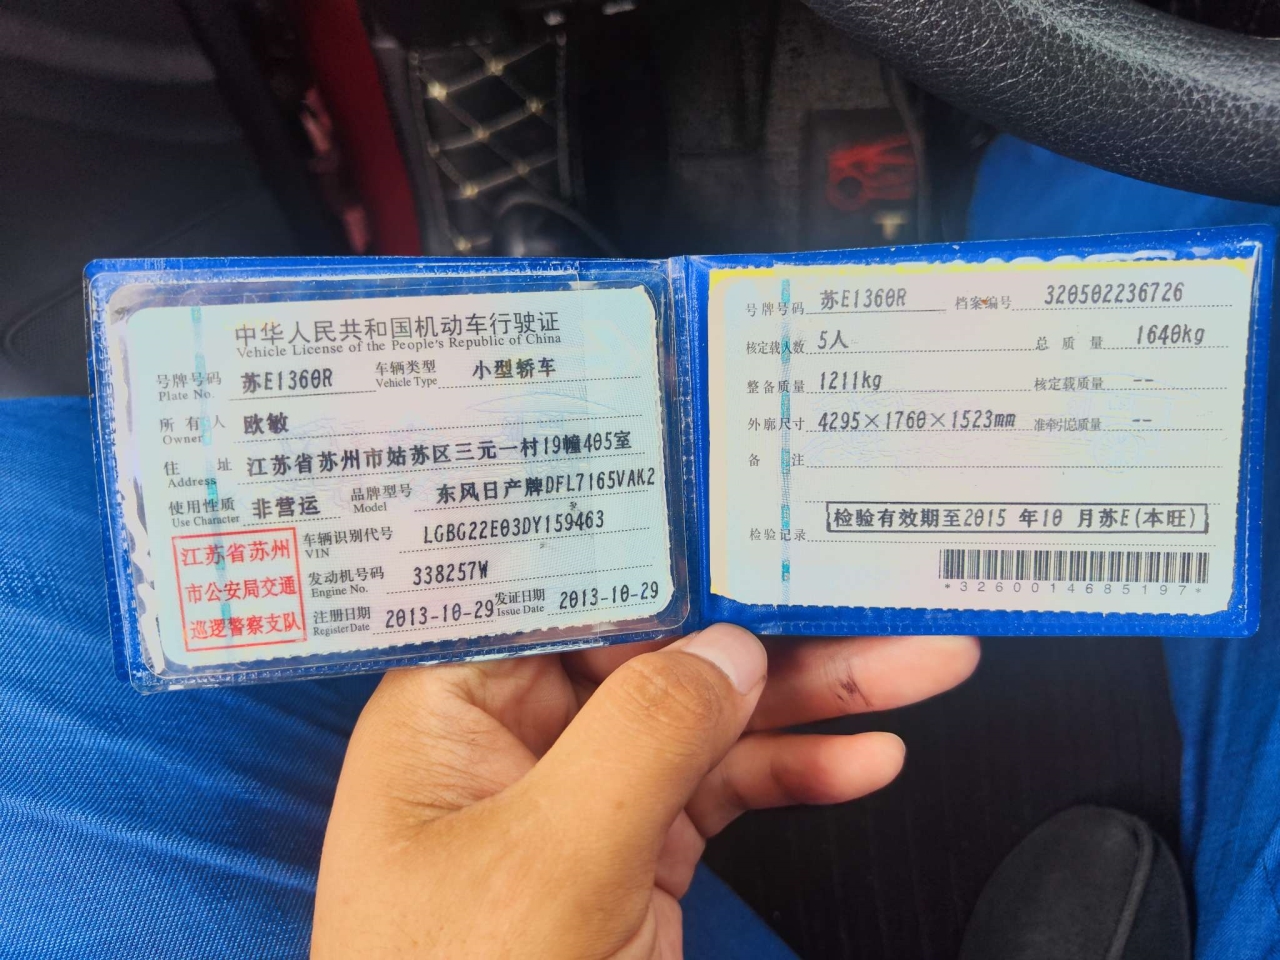 中华人民共和国机动车行驶证
Vehicle License of the People's Republic of China
号牌号码 苏E1360R 车辆类型 小型轿车
Plate No. Vehicle Type
所有人 欧敏
Owner
住址 江苏省苏州市姑苏区三元一村19幢405室
Address
使用性质 非营运 品牌型号 东风日产牌DFL7165VAK2
Use Character Model
江苏省苏州
市公安局交通
巡逻警察支队
车辆识别代号 LGBG22E03DY159463
VIN
发动机号码 338257W
Engine No.
注册日期 2013-10-29 发证日期 2013-10-29
Register Date Issue Date
号牌号码 苏E1360R 档案编号 320502236726
核定载人数 5人 总质量 1640kg
整备质量 1211kg 核定载质量 --
外廓尺寸 4295×1760×1523mm 准牵引总质量 --
备注
检验记录 检验有效期至2015 年10 月苏E(本旺)
*3260014685197*